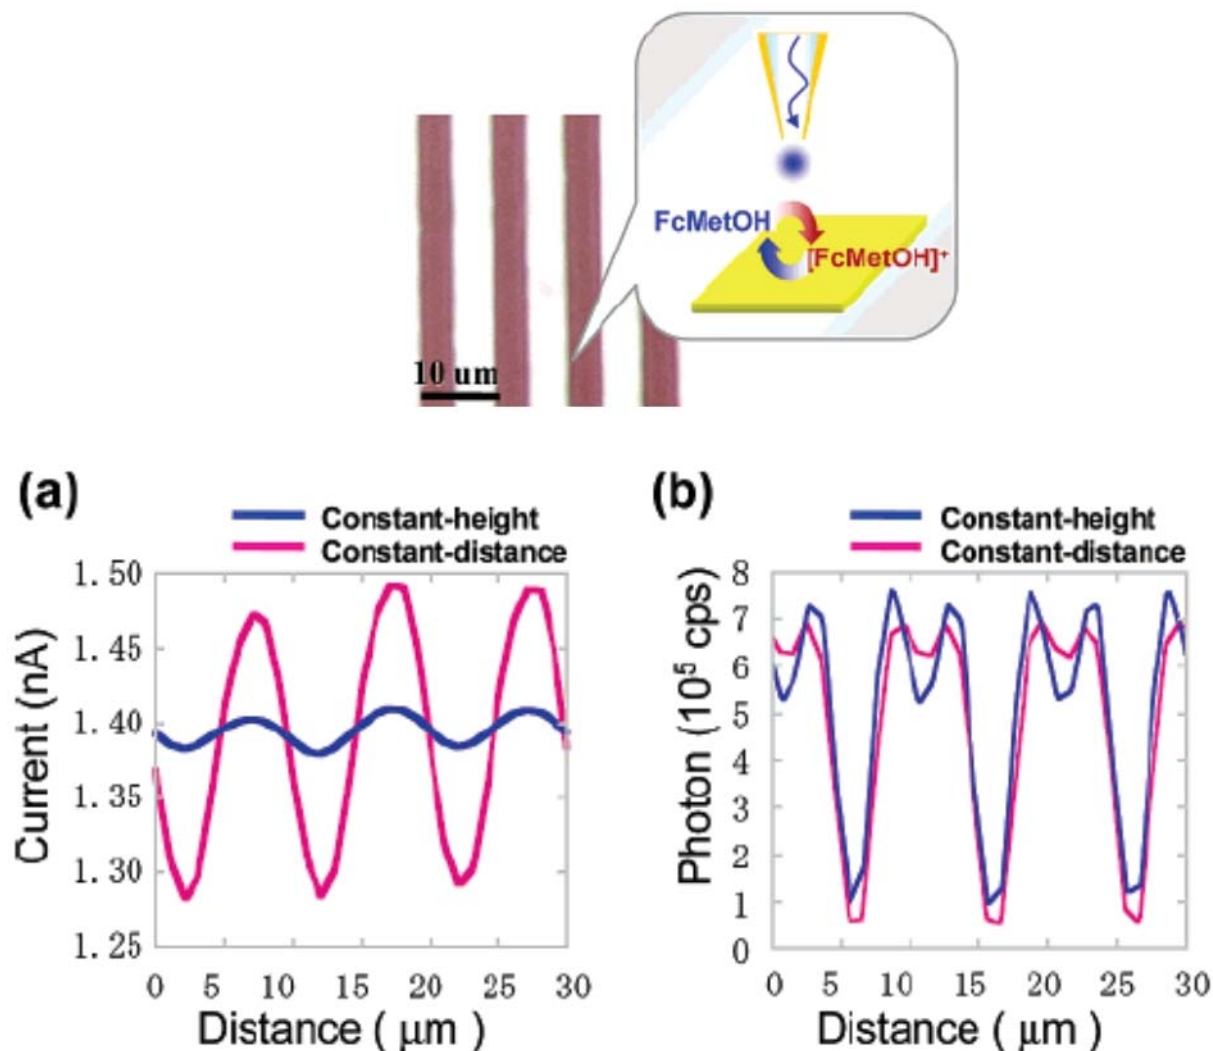 FcMetOH
[FcMetOH]⁺
10 um
(a)
Constant-height
Constant-distance
1.50
1.45
1.40
1.35
1.30
1.25
Current (nA)
0 5 10 15 20 25 30
Distance ( μm )
(b)
Constant-height
Constant-distance
8
7
6
5
4
3
2
1
0
Photon (10⁵ cps)
0 5 10 15 20 25 30
Distance ( μm )